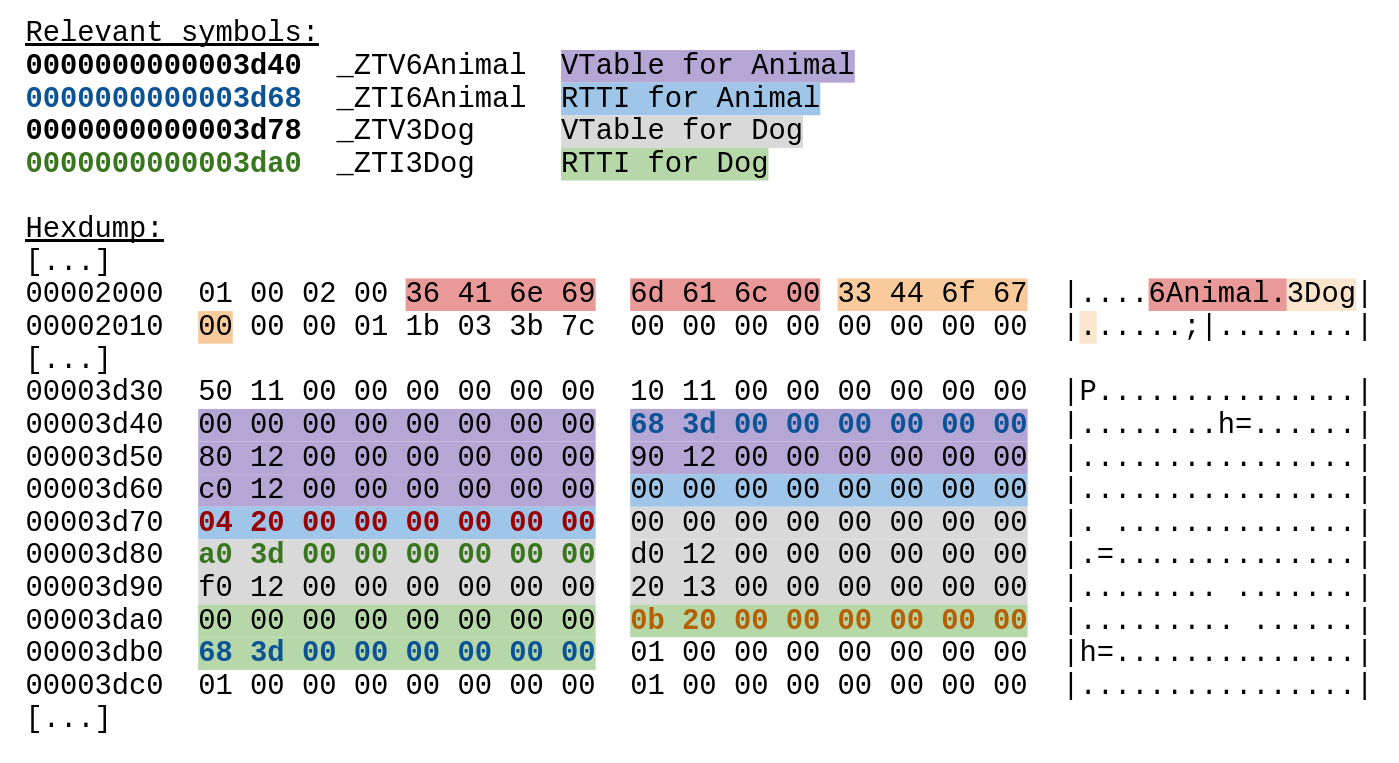 Relevant symbols:
0000000000003d40  _ZTV6Animal  VTable for Animal
0000000000003d68  _ZTI6Animal  RTTI for Animal
0000000000003d78  _ZTV3Dog     VTable for Dog
0000000000003da0  _ZTI3Dog     RTTI for Dog
Hexdump:
[...]
00002000  01 00 02 00 36 41 6e 69  6d 61 6c 00 33 44 6f 67  |....6Animal.3Dog|
00002010  00 00 00 01 1b 03 3b 7c  00 00 00 00 00 00 00 00  |......;|........|
[...]
00003d30  50 11 00 00 00 00 00 00  10 11 00 00 00 00 00 00  |P...............|
00003d40  00 00 00 00 00 00 00 00  68 3d 00 00 00 00 00 00  |........h=......|
00003d50  80 12 00 00 00 00 00 00  90 12 00 00 00 00 00 00  |................|
00003d60  c0 12 00 00 00 00 00 00  00 00 00 00 00 00 00 00  |................|
00003d70  04 20 00 00 00 00 00 00  00 00 00 00 00 00 00 00  |. ..............|
00003d80  a0 3d 00 00 00 00 00 00  d0 12 00 00 00 00 00 00  |.=..............|
00003d90  f0 12 00 00 00 00 00 00  20 13 00 00 00 00 00 00  |........ .......|
00003da0  00 00 00 00 00 00 00 00  0b 20 00 00 00 00 00 00  |......... ......|
00003db0  68 3d 00 00 00 00 00 00  01 00 00 00 00 00 00 00  |h=..............|
00003dc0  01 00 00 00 00 00 00 00  01 00 00 00 00 00 00 00  |................|
[...]